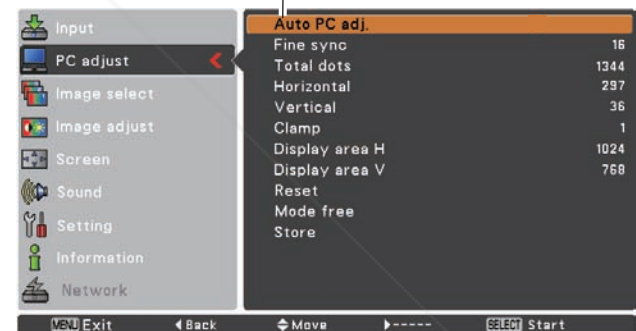 Input
PC adjust
Image select
Image adjust
Screen
Sound
Setting
Information
Network
Auto PC adj.
Fine sync 16
Total dots 1344
Horizontal 297
Vertical 36
Clamp 1
Display area H 1024
Display area V 768
Reset
Mode free
Store
MENU Exit ◀Back Move ▶----- SELECT Start